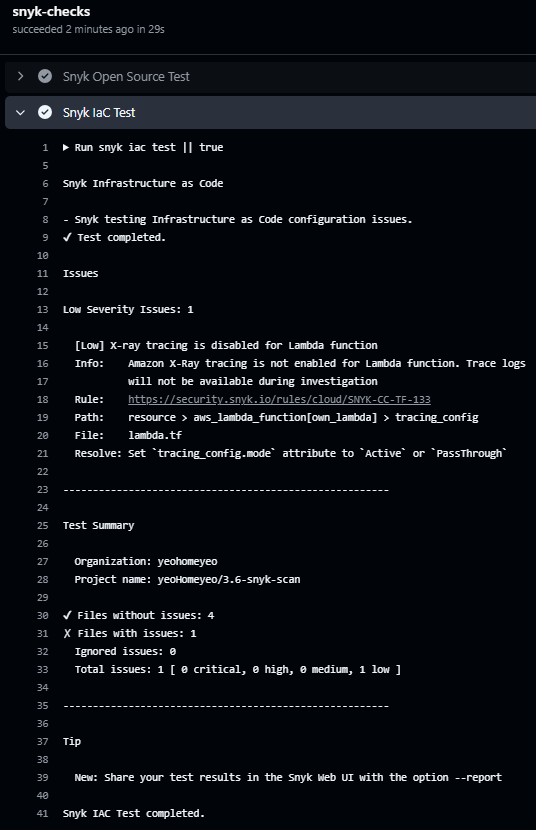 snyk-checks
succeeded 2 minutes ago in 29s
Snyk Open Source Test
Snyk IaC Test
1 ▶ Run snyk iac test || true
5
6 Snyk Infrastructure as Code
7
8 - Snyk testing Infrastructure as Code configuration issues.
9 ✔ Test completed.
10
11 Issues
12
13 Low Severity Issues: 1
14
15 [Low] X-ray tracing is disabled for Lambda function
16 Info: Amazon X-Ray tracing is not enabled for Lambda function. Trace logs
17 will not be available during investigation
18 Rule: https://security.snyk.io/rules/cloud/SNYK-CC-TF-133
19 Path: resource > aws_lambda_function[own_lambda] > tracing_config
20 File: lambda.tf
21 Resolve: Set `tracing_config.mode` attribute to `Active` or `PassThrough`
22
23 -------------------------------------------------------
24
25 Test Summary
26
27 Organization: yeohomeyeo
28 Project name: yeoHomeyeo/3.6-snyk-scan
29
30 ✔ Files without issues: 4
31 ✗ Files with issues: 1
32 Ignored issues: 0
33 Total issues: 1 [ 0 critical, 0 high, 0 medium, 1 low ]
34
35 -------------------------------------------------------
36
37 Tip
38
39 New: Share your test results in the Snyk Web UI with the option --report
40
41 Snyk IAC Test completed.